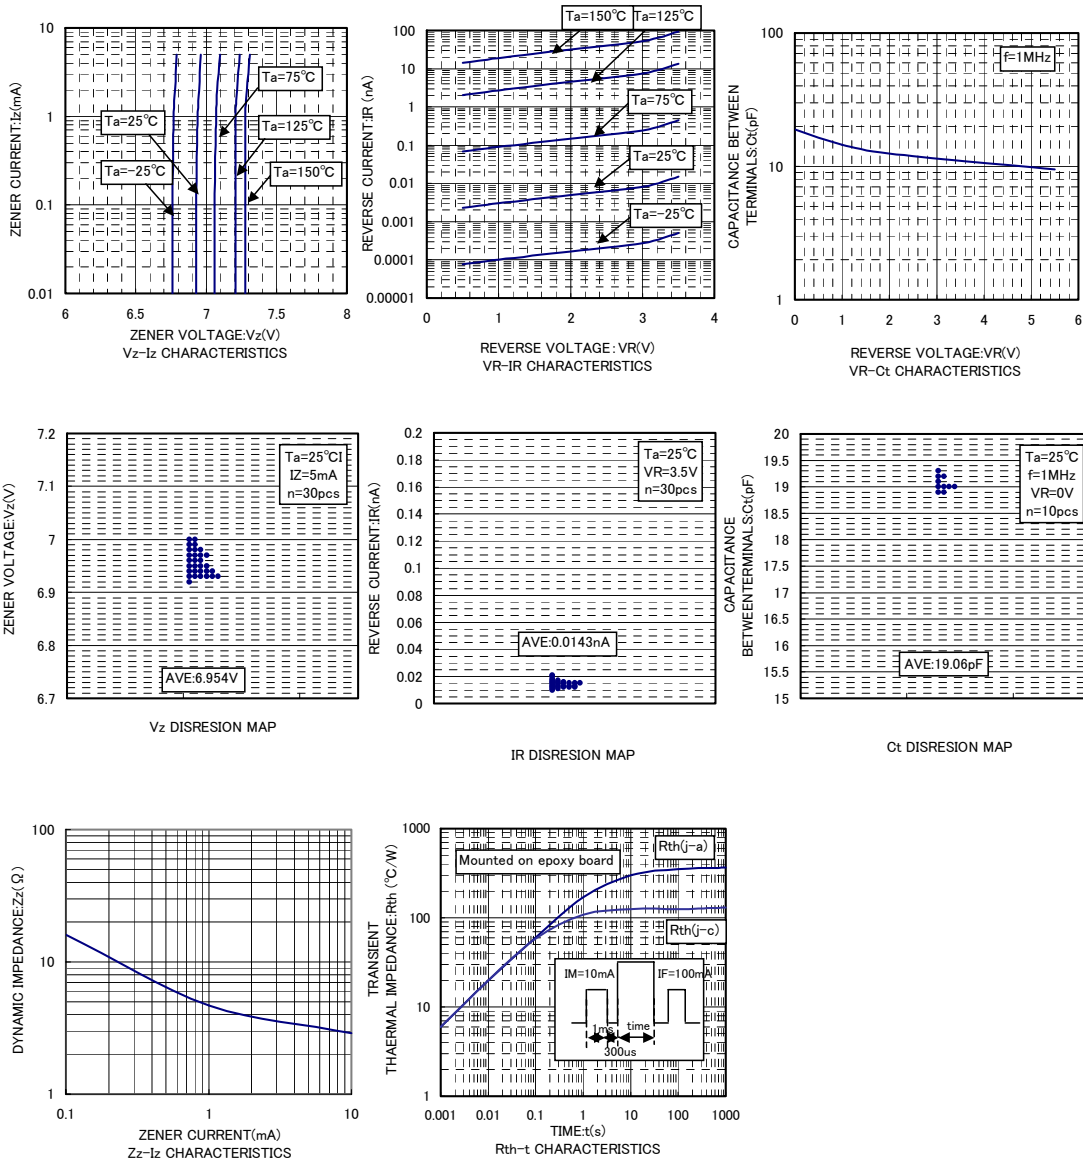 ZENER CURRENT:Iz(mA)
10
1
0.1
0.01
Ta=75℃
Ta=25℃
Ta=125℃
Ta=-25℃
Ta=150℃
6 6.5 7 7.5 8
ZENER VOLTAGE:Vz(V)
Vz-Iz CHARACTERISTICS
REVERSE CURRENT:IR (nA)
100
10
1
0.1
0.01
0.001
0.0001
0.00001
Ta=150℃
Ta=125℃
Ta=75℃
Ta=25℃
Ta=-25℃
0 1 2 3 4
REVERSE VOLTAGE:VR(V)
VR-IR CHARACTERISTICS
CAPACITANCE BETWEEN
TERMINALS:Ct(pF)
100
10
1
f=1MHz
0 1 2 3 4 5 6
REVERSE VOLTAGE:VR(V)
VR-Ct CHARACTERISTICS
ZENER VOLTAGE:Vz(V)
7.2
7.1
7
6.9
6.8
6.7
Ta=25℃I
IZ=5mA
n=30pcs
AVE:6.954V
Vz DISRESION MAP
REVERSE CURRENT:IR(nA)
0.2
0.18
0.16
0.14
0.12
0.1
0.08
0.06
0.04
0.02
0
Ta=25℃
VR=3.5V
n=30pcs
AVE:0.0143nA
IR DISRESION MAP
CAPACITANCE
BETWEENTERMINALS:Ct(pF)
20
19.5
19
18.5
18
17.5
17
16.5
16
15.5
15
Ta=25℃
f=1MHz
VR=0V
n=10pcs
AVE:19.06pF
Ct DISRESION MAP
DYNAMIC IMPEDANCE:Zz(Ω)
100
10
1
0.1 1 10
ZENER CURRENT(mA)
Zz-Iz CHARACTERISTICS
TRANSIENT
THAERMAL IMPEDANCE:Rth (℃/W)
1000
100
10
1
Mounted on epoxy board
Rth(j-a)
Rth(j-c)
IM=10mA IF=100mA
1ms time
300us
0.001 0.01 0.1 1 10 100 1000
TIME:t(s)
Rth-t CHARACTERISTICS